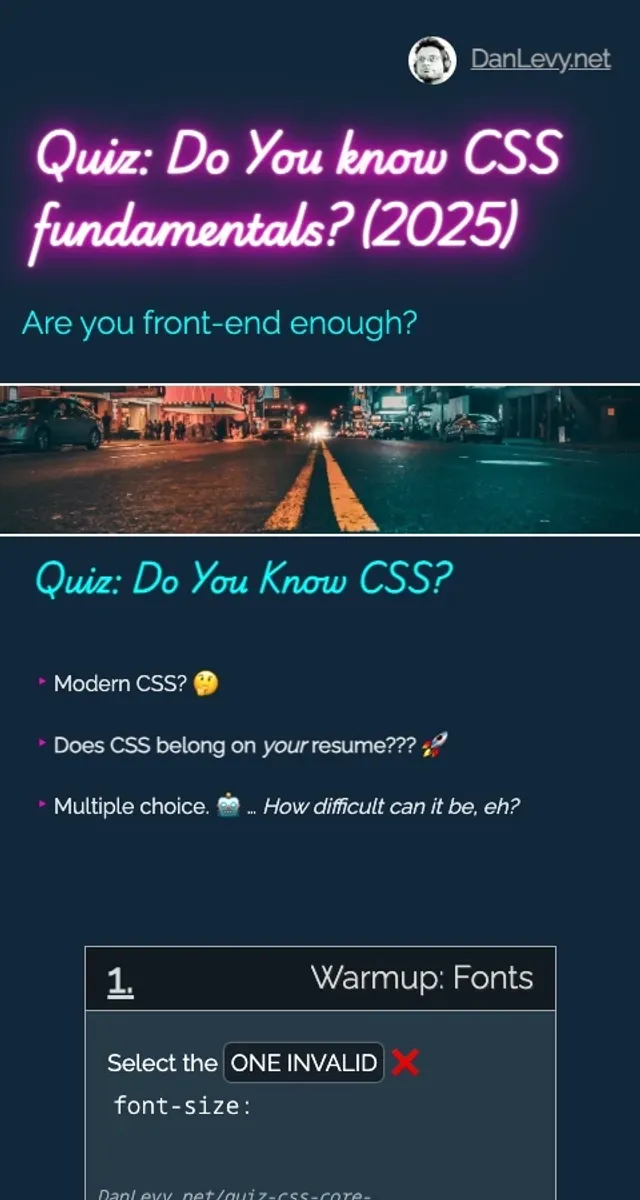 DanLevy.net
Quiz: Do You know CSS
fundamentals? (2025)
Are you front-end enough?
Quiz: Do You Know CSS?
Modern CSS? 🤔
Does CSS belong on your resume??? 🚀
Multiple choice. 🤖 … How difficult can it be, eh?
1.
Warmup: Fonts
Select the ONE INVALID ❌
font-size:
DanLevy.net/quiz-css-core-